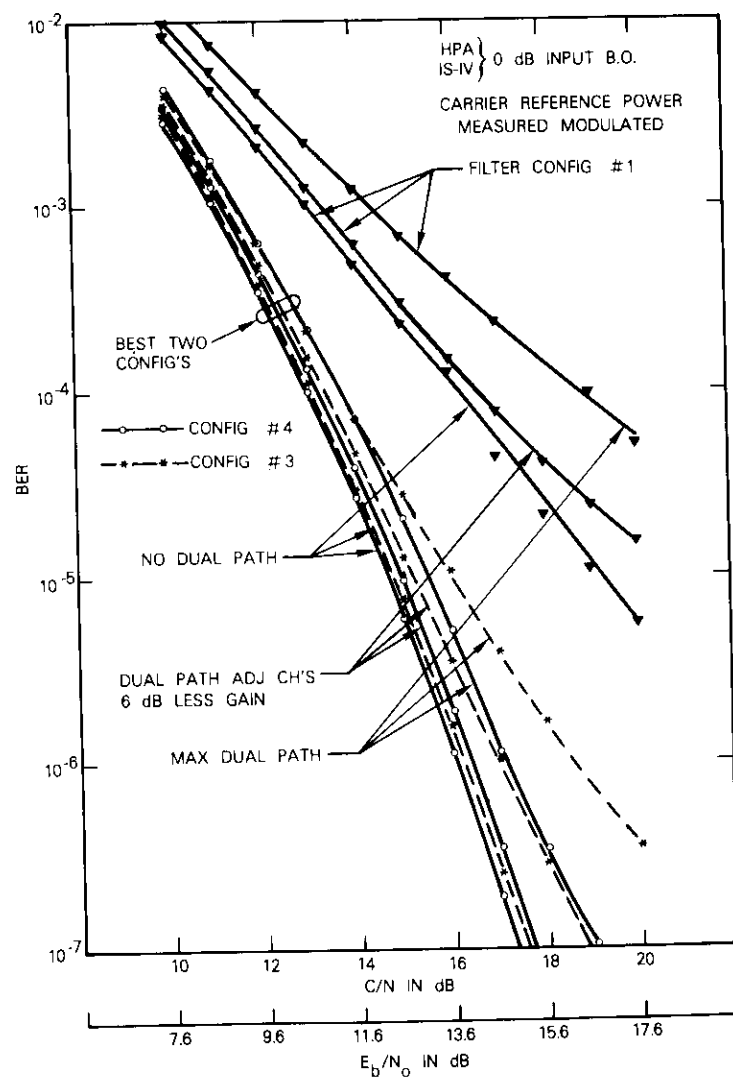 10-2
HPA
IS-IV } 0 dB INPUT B.O.
CARRIER REFERENCE POWER
MEASURED MODULATED
FILTER CONFIG #1
10-3
BEST TWO
CONFIG'S
10-4
CONFIG #4
CONFIG #3
BER
NO DUAL PATH
10-5
DUAL PATH ADJ CH'S
6 dB LESS GAIN
MAX DUAL PATH
10-6
10-7
10 12 14 16 18 20
C/N IN dB
7.6 9.6 11.6 13.6 15.6 17.6
Eb/No IN dB